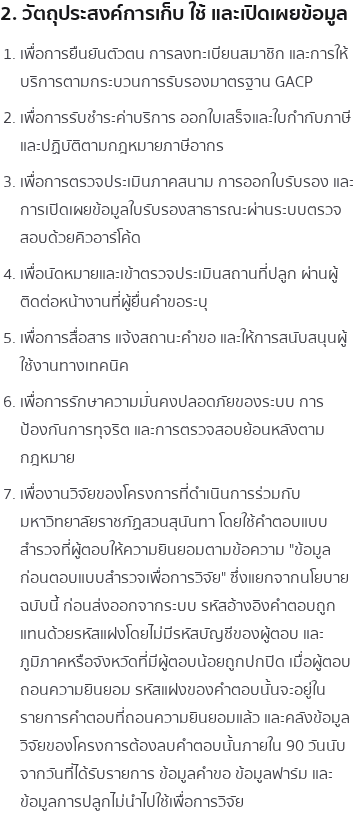 2. วัตถุประสงค์การเก็บ ใช้ และเปิดเผยข้อมูล
1. เพื่อการยืนยันตัวตน การลงทะเบียนสมาชิก และการให้
บริการตามกระบวนการรับรองมาตรฐาน GACP
2. เพื่อการรับชำระค่าบริการ ออกใบเสร็จและใบกำกับภาษี
และปฏิบัติตามกฎหมายภาษีอากร
3. เพื่อการตรวจประเมินภาคสนาม การออกใบรับรอง และ
การเปิดเผยข้อมูลใบรับรองสาธารณะผ่านระบบตรวจ
สอบด้วยคิวอาร์โค้ด
4. เพื่อนัดหมายและเข้าตรวจประเมินสถานที่ปลูก ผ่านผู้
ติดต่อหน้างานที่ผู้ยื่นคำขอระบุ
5. เพื่อการสื่อสาร แจ้งสถานะคำขอ และให้การสนับสนุนผู้
ใช้งานทางเทคนิค
6. เพื่อการรักษาความมั่นคงปลอดภัยของระบบ การ
ป้องกันการทุจริต และการตรวจสอบย้อนหลังตาม
กฎหมาย
7. เพื่องานวิจัยของโครงการที่ดำเนินการร่วมกับ
มหาวิทยาลัยราชภัฏสวนสุนันทา โดยใช้คำตอบแบบ
สำรวจที่ผู้ตอบให้ความยินยอมตามข้อความ "ข้อมูล
ก่อนตอบแบบสำรวจเพื่อการวิจัย" ซึ่งแยกจากนโยบาย
ฉบับนี้ ก่อนส่งออกจากระบบ รหัสอ้างอิงคำตอบถูก
แทนด้วยรหัสแฝงโดยไม่มีรหัสบัญชีของผู้ตอบ และ
ภูมิภาคหรือจังหวัดที่มีผู้ตอบน้อยถูกปกปิด เมื่อผู้ตอบ
ถอนความยินยอม รหัสแฝงของคำตอบนั้นจะอยู่ใน
รายการคำตอบที่ถอนความยินยอมแล้ว และคลังข้อมูล
วิจัยของโครงการต้องลบคำตอบนั้นภายใน 90 วันนับ
จากวันที่ได้รับรายการ ข้อมูลคำขอ ข้อมูลฟาร์ม และ
ข้อมูลการปลูกไม่นำไปใช้เพื่อการวิจัย